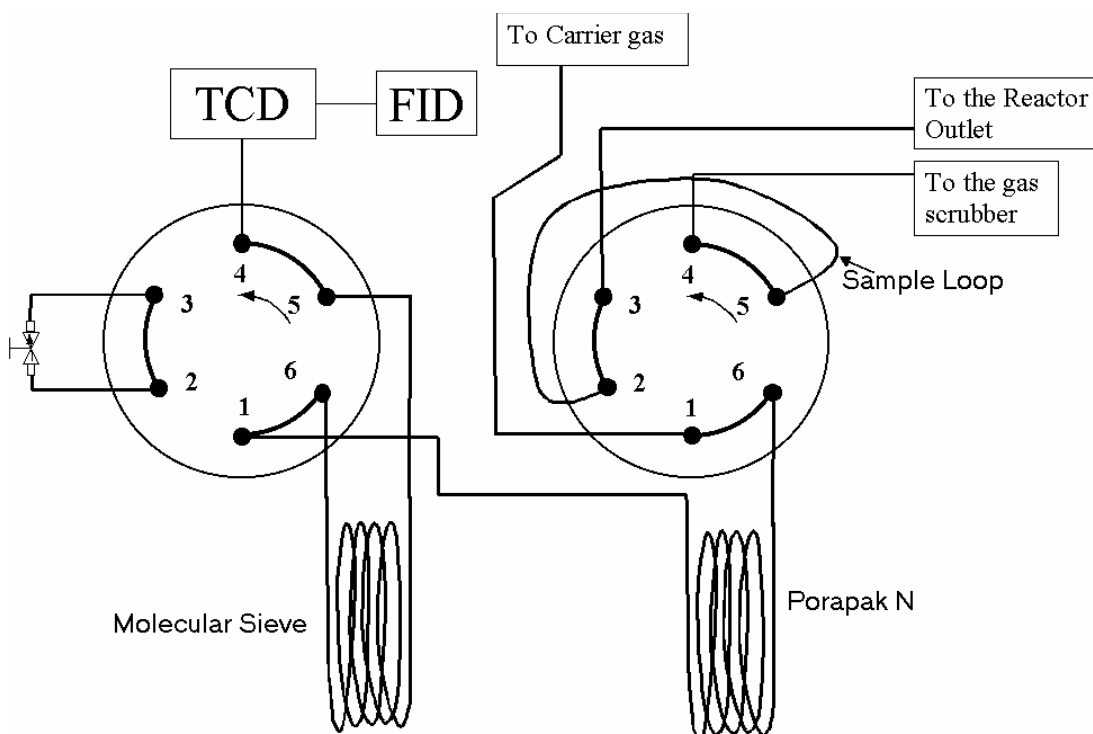 To Carrier gas
TCD
FID
To the Reactor
Outlet
To the gas
scrubber
Sample Loop
4
3
5
2
6
1
4
3
5
2
6
1
Molecular Sieve
Porapak N